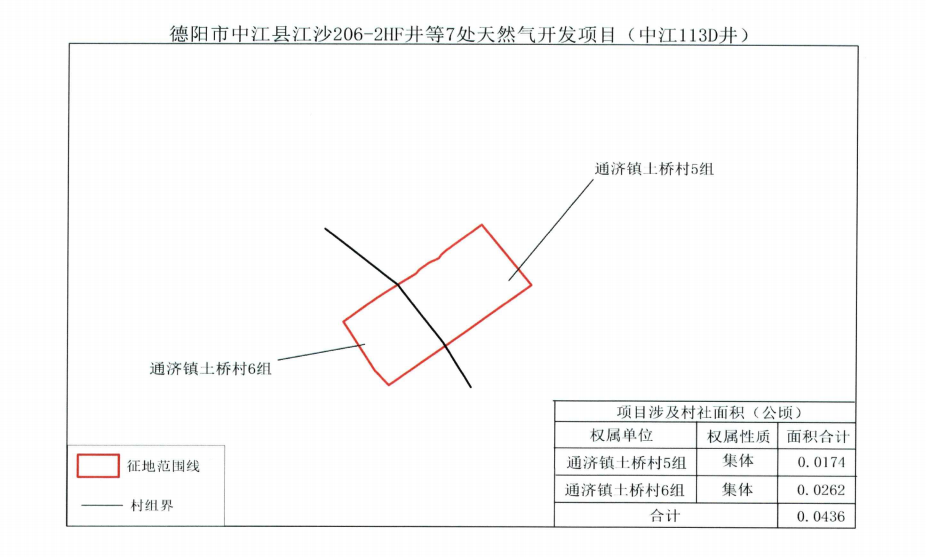 德阳市中江县江沙206-2HF井等7处天然气开发项目（中江113D井）
通济镇土桥村5组
通济镇土桥村6组
项目涉及村社面积（公顷）
权属单位 权属性质 面积合计
通济镇土桥村5组 集体 0.0174
通济镇土桥村6组 集体 0.0262
合计 0.0436
征地范围线
村组界